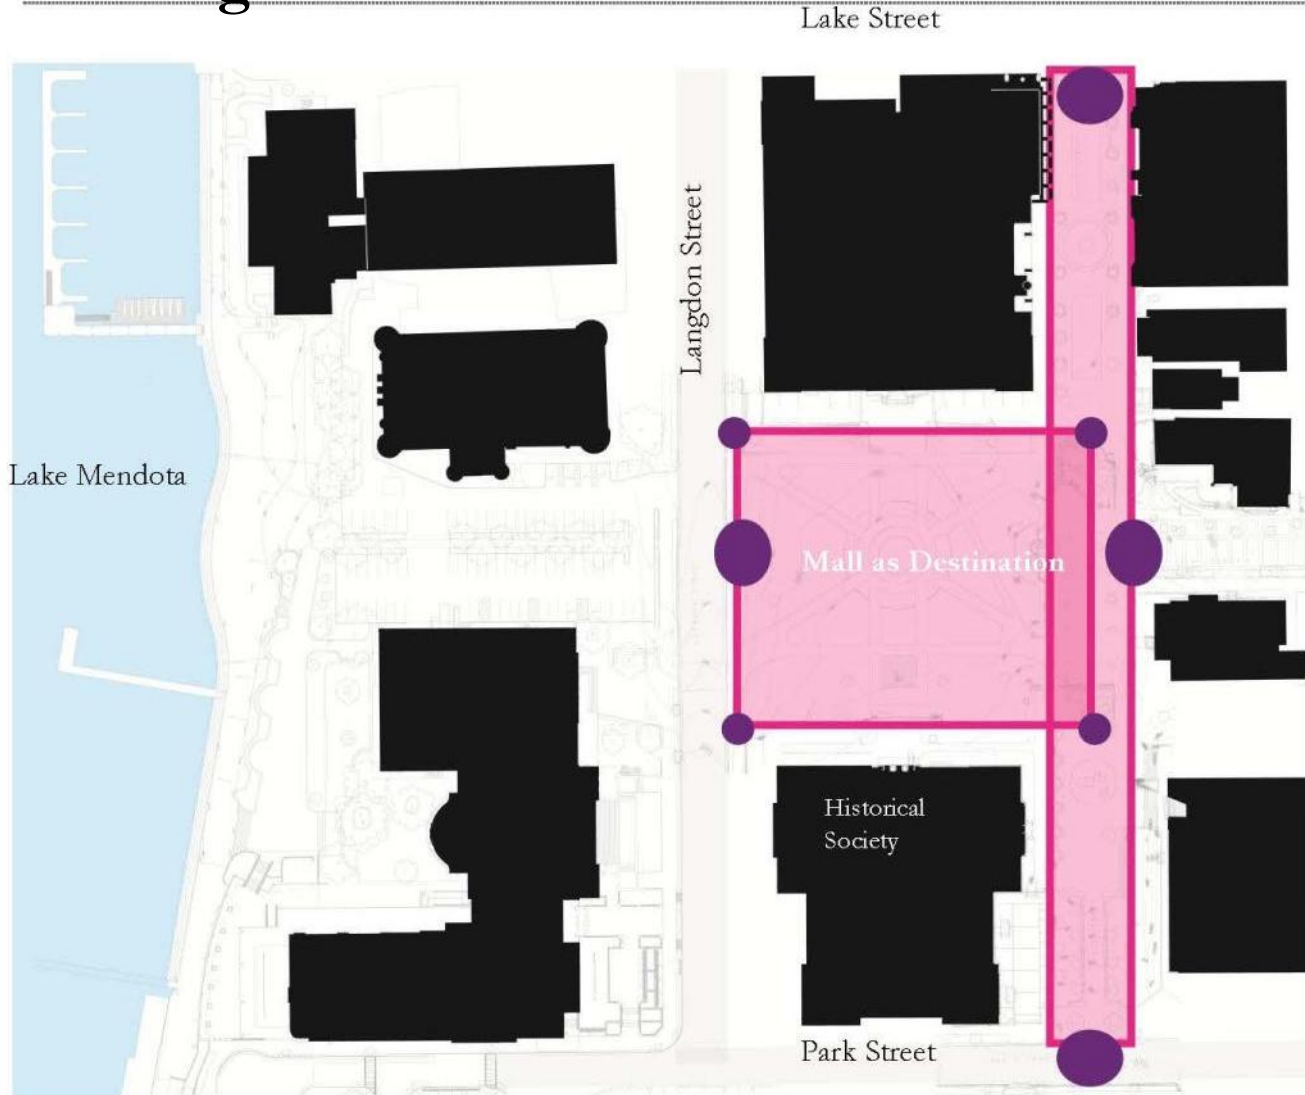 Lake Street
Langdon Street
Lake Mendota
Mall as Destination
Historical
Society
Park Street